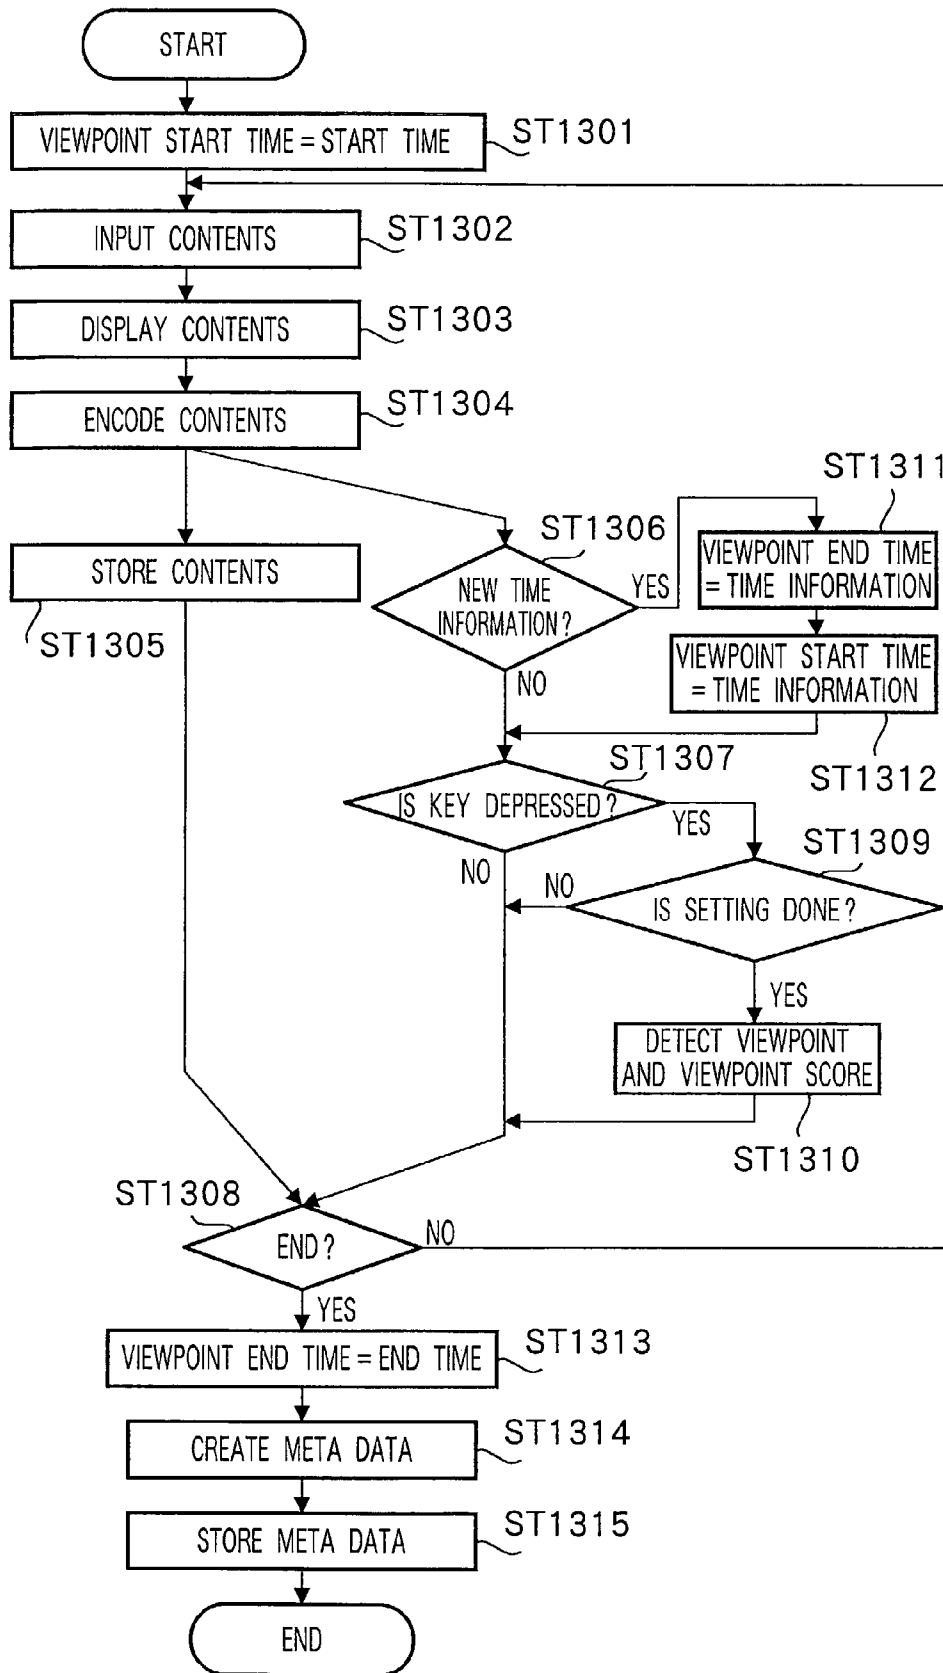 START
VIEWPOINT START TIME = START TIME
ST1301
INPUT CONTENTS
ST1302
DISPLAY CONTENTS
ST1303
ENCODE CONTENTS
ST1304
STORE CONTENTS
ST1305
NEW TIME
INFORMATION?
ST1306
YES
NO
VIEWPOINT END TIME
= TIME INFORMATION
ST1311
VIEWPOINT START TIME
= TIME INFORMATION
ST1312
IS KEY DEPRESSED?
ST1307
YES
NO
IS SETTING DONE?
ST1309
NO
YES
DETECT VIEWPOINT
AND VIEWPOINT SCORE
ST1310
END?
ST1308
NO
YES
VIEWPOINT END TIME = END TIME
ST1313
CREATE META DATA
ST1314
STORE META DATA
ST1315
END